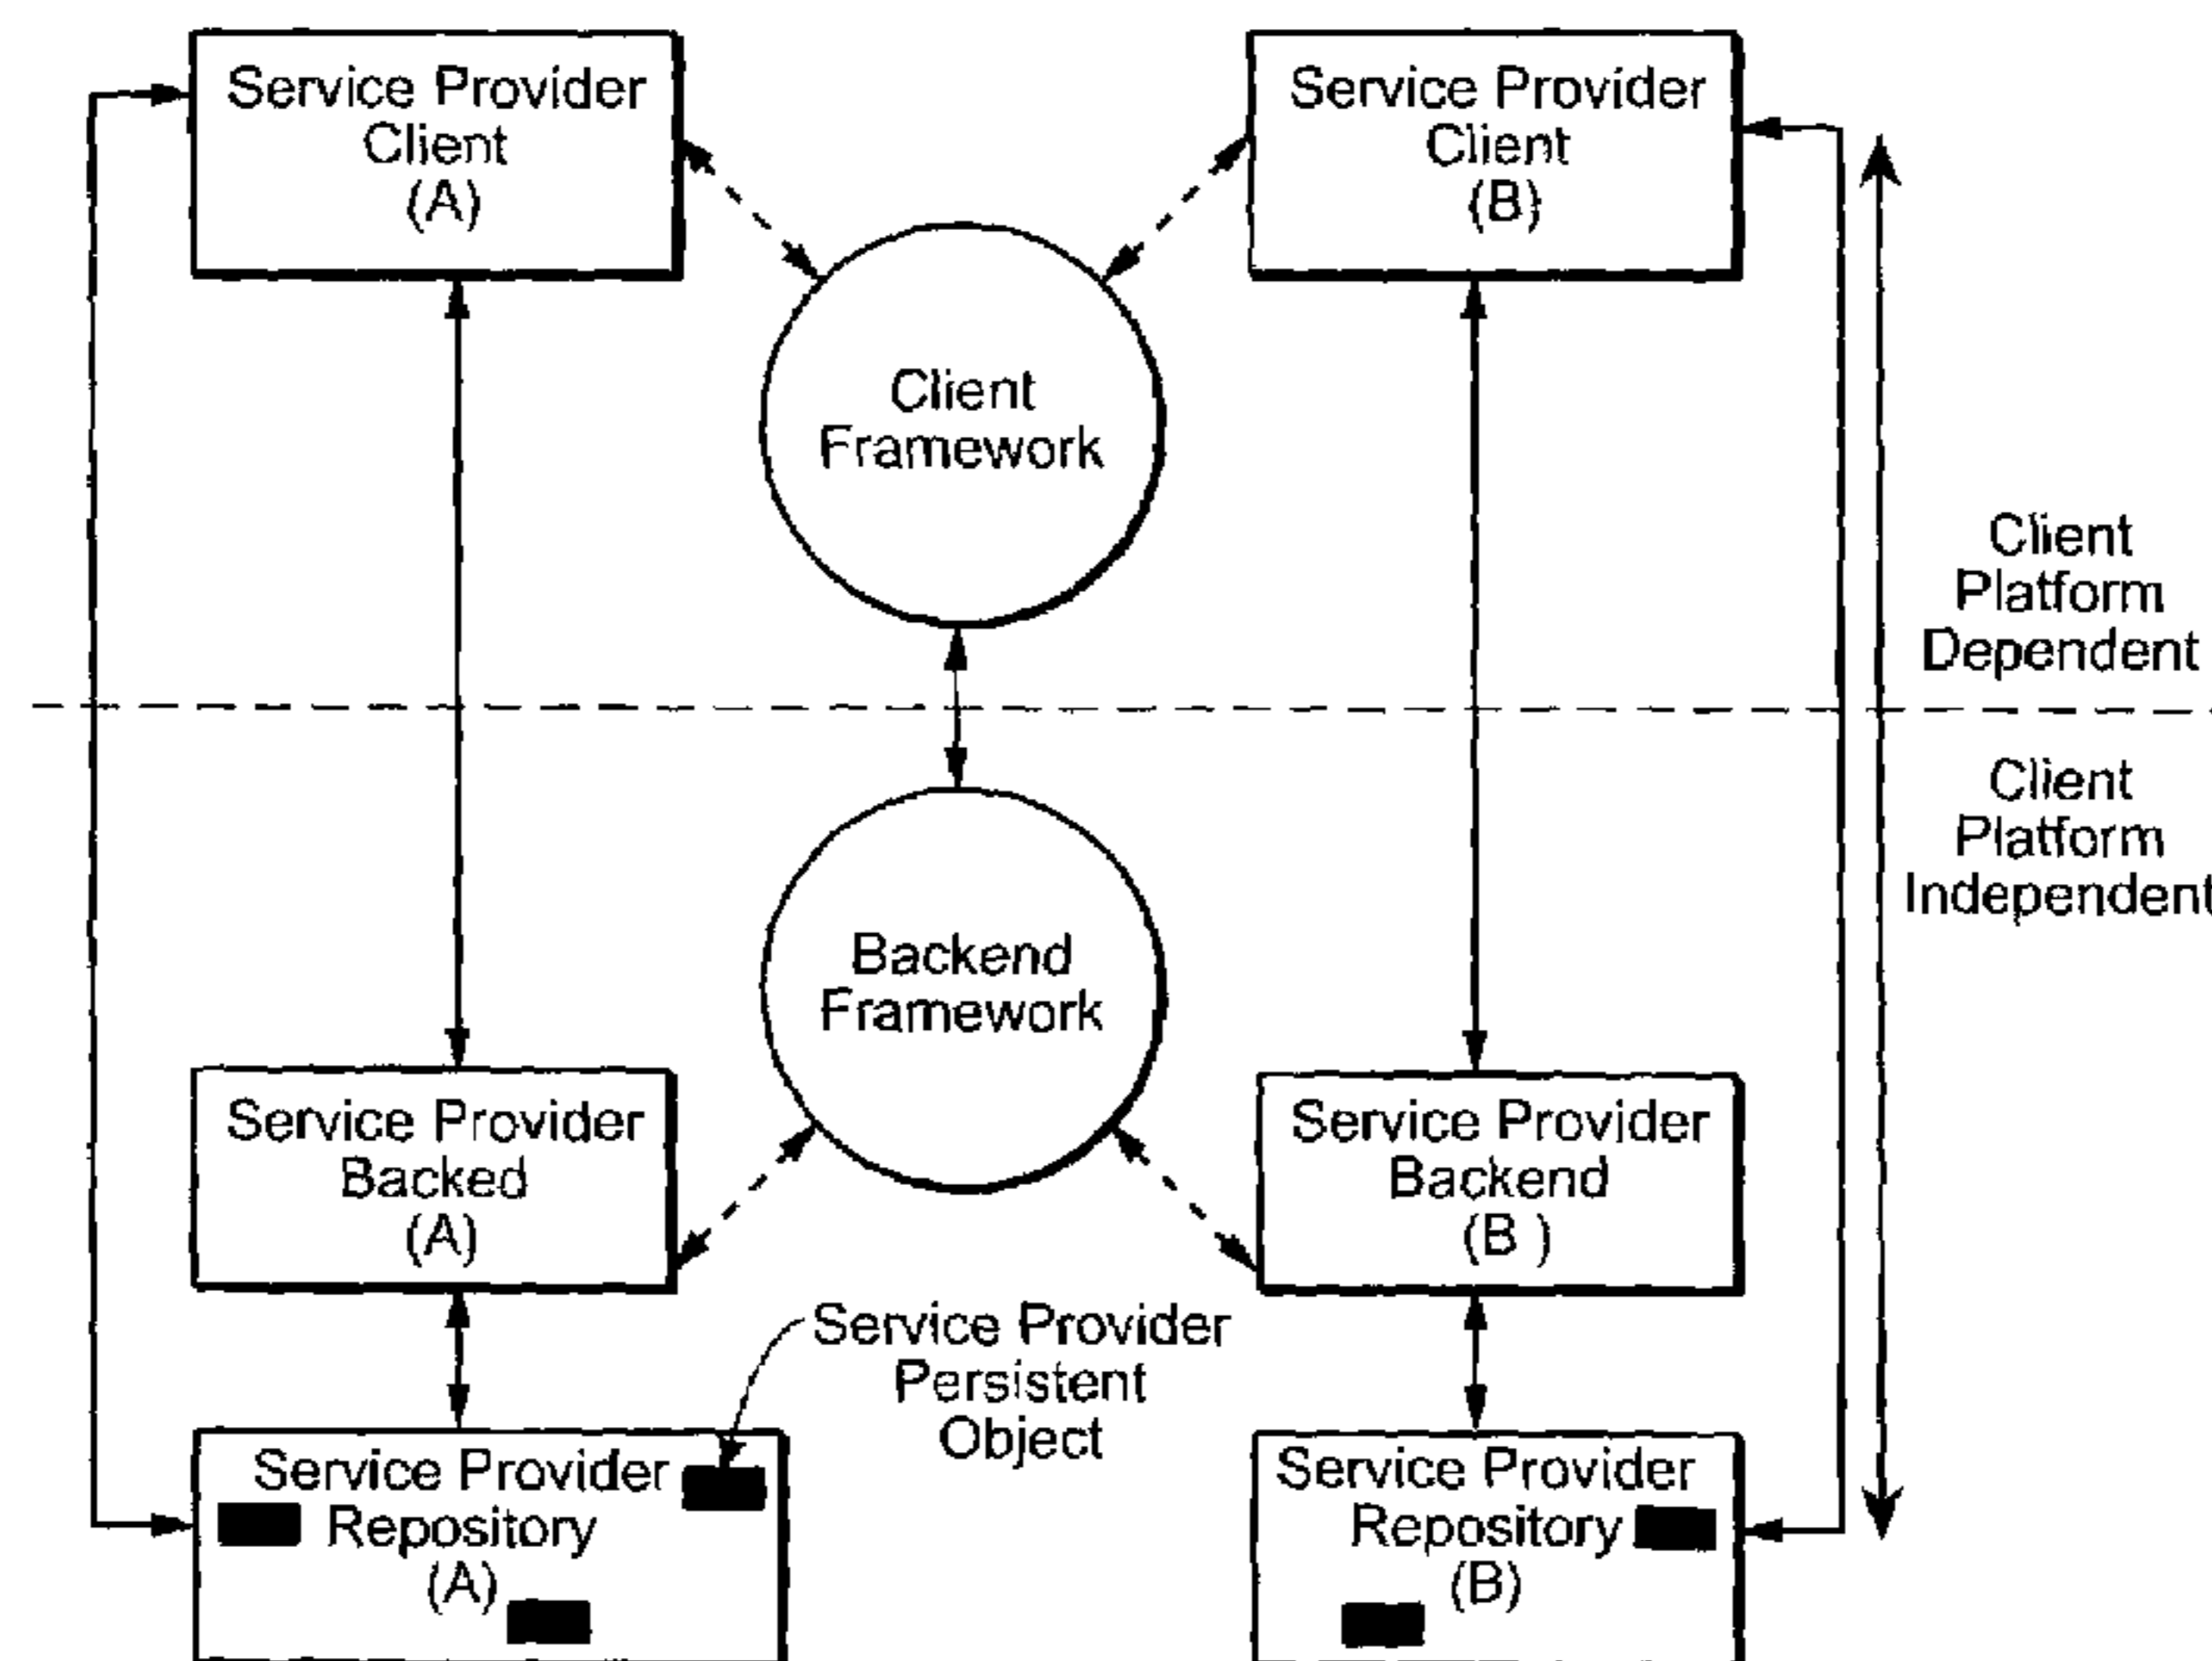 Service Provider
Client
(A)
Service Provider
Client
(B)
Client
Framework
Client
Platform
Dependent
Client
Platform
Independent
Backend
Framework
Service Provider
Backed
(A)
Service Provider
Backend
(B )
Service Provider
Persistent
Object
Service Provider
Repository
(A)
Service Provider
Repository
(B)